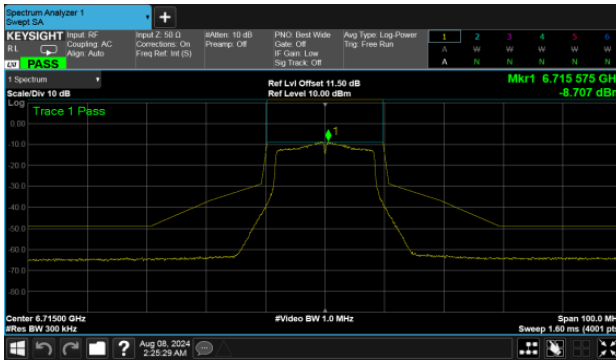 Spectrum Analyzer 1
Swept SA
+
KEYSIGHT Input: RF Input Z: 50 Ω #Atten: 10 dB PNO: Best Wide Avg Type: Log-Power 1 2 3 4 5 6
RL Coupling: AC Corrections: On Preamp: Off Gate: Off Trig: Free Run A W W W W W
Align: Auto Freq Ref: Int (S) IF Gain: Low
LXI PASS Sig Track: Off A N N N N N
1 Spectrum Ref Lvl Offset 11.50 dB Mkr1 6.715 575 GH
Scale/Div 10 dB Ref Level 10.00 dBm -8.707 dBr
Log Trace 1 Pass
0.00
1
-10.0
-20.0
-30.0
-40.0
-50.0
-60.0
-70.0
-80.0
Center 6.71500 GHz #Video BW 1.0 MHz Span 100.0 MH
#Res BW 300 kHz Sweep 1.60 ms (4001 pts
? Aug 08, 2024
2:25:29 AM